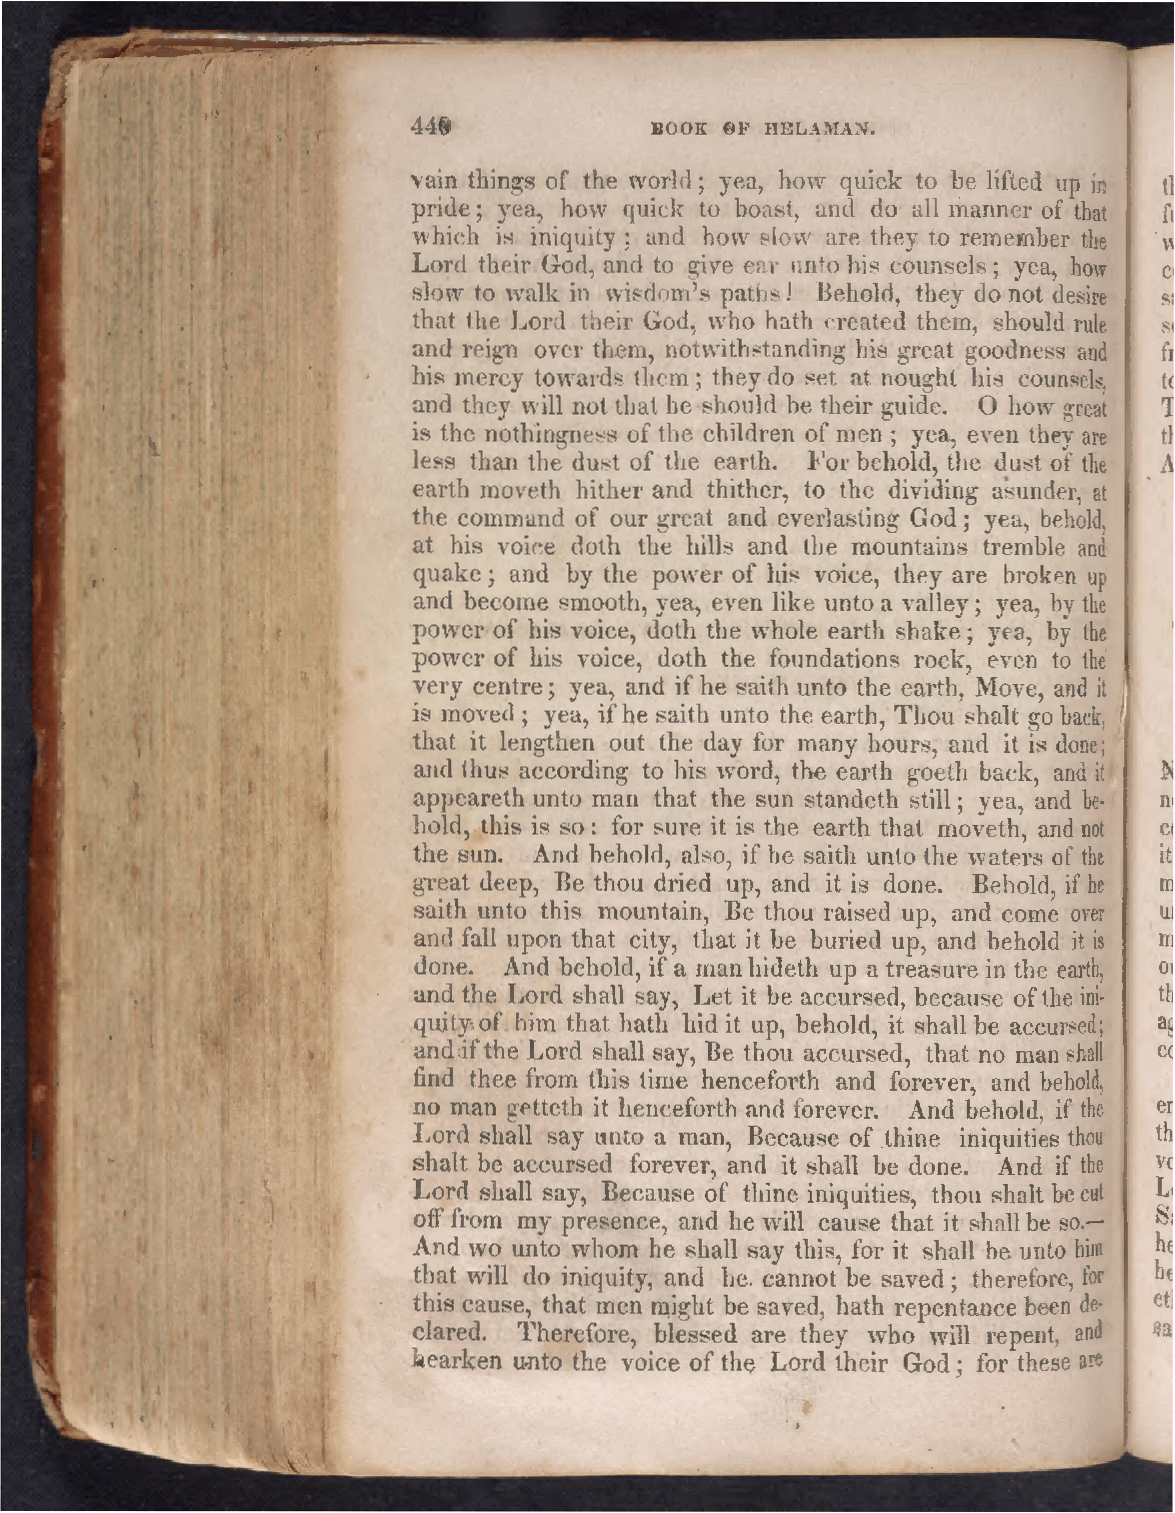 440 BOOK OF HELAMAN.
vain things of the world; yea, how quick to be lifted up in
pride; yea, how quick to boast, and do all manner of that
which is iniquity; and how slow are they to remember the
Lord their God, and to give ear unto his counsels; yea, how
slow to walk in wisdom's paths! Behold, they do not desire
that the Lord their God, who hath created them, should rule
and reign over them, notwithstanding his great goodness and
his mercy towards them; they do set at nought his counsels,
and they will not that he should be their guide. O how great
is the nothingness of the children of men; yea, even they are
less than the dust of the earth. For behold, the dust of the
earth moveth hither and thither, to the dividing asunder, at
the command of our great and everlasting God; yea, behold,
at his voice doth the hills and the mountains tremble and
quake; and by the power of his voice, they are broken up
and become smooth, yea, even like unto a valley; yea, by the
power of his voice, doth the whole earth shake; yea, by the
power of his voice, doth the foundations rock, even to the
very centre; yea, and if he saith unto the earth, Move, and it
is moved; yea, if he saith unto the earth, Thou shalt go back,
that it lengthen out the day for many hours, and it is done;
and thus according to his word, the earth goeth back, and it
appeareth unto man that the sun standeth still; yea, and be-
hold, this is so: for sure it is the earth that moveth, and not
the sun. And behold, also, if he saith unto the waters of the
great deep, Be thou dried up, and it is done. Behold, if he
saith unto this mountain, Be thou raised up, and come over
and fall upon that city, that it be buried up, and behold it is
done. And behold, if a man hideth up a treasure in the earth,
and the Lord shall say, Let it be accursed, because of the ini-
quity of him that hath hid it up, behold, it shall be accursed;
and if the Lord shall say, Be thou accursed, that no man shall
find thee from this time henceforth and forever, and behold,
no man getteth it henceforth and forever. And behold, if the
Lord shall say unto a man, Because of thine iniquities thou
shalt be accursed forever, and it shall be done. And if the
Lord shall say, Because of thine iniquities, thou shalt be cut
off from my presence, and he will cause that it shall be so.—
And wo unto whom he shall say this, for it shall be unto him
that will do iniquity, and he. cannot be saved; therefore, for
this cause, that men might be saved, hath repentance been de-
clared. Therefore, blessed are they who will repent, and
hearken unto the voice of the Lord their God; for these are